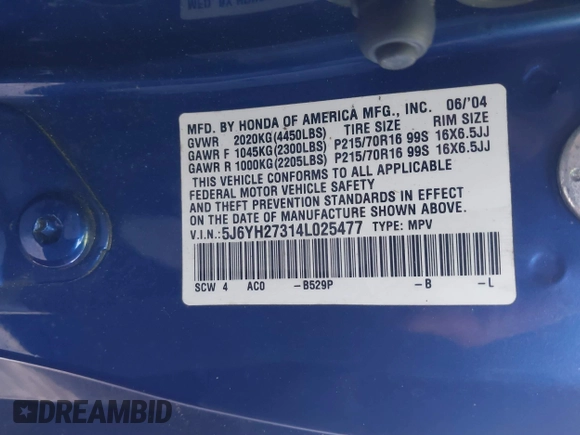 MFD. BY HONDA OF AMERICA MFG., INC. 06/'04
GVWR 2020KG(4450LBS) TIRE SIZE RIM SIZE
GAWR F 1045KG(2300LBS) P215/70R16 99S 16X6.5JJ
GAWR R 1000KG(2205LBS) P215/70R16 99S 16X6.5JJ
THIS VEHICLE CONFORMS TO ALL APPLICABLE
FEDERAL MOTOR VEHICLE SAFETY
AND THEFT PREVENTION STANDARDS IN EFFECT
ON THE DATE OF MANUFACTURE SHOWN ABOVE.
V.I.N.:5J6YH27314L025477 TYPE: MPV
SCW 4 AC0 -B529P -B -L
DREAMBID